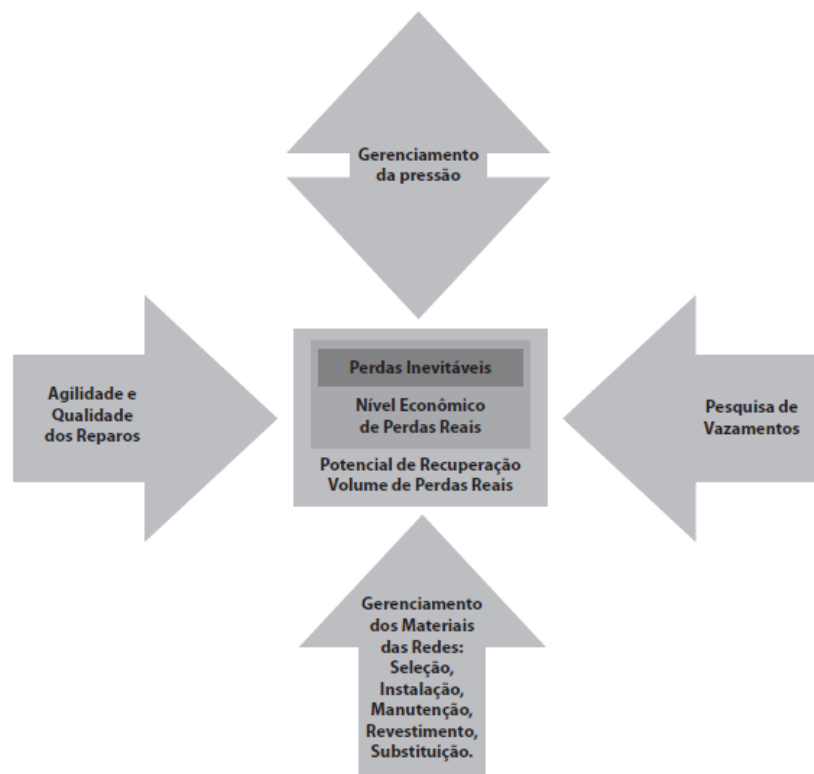 Gerenciamento
da pressão
Agilidade e
Qualidade
dos Reparos
Perdas Inevitáveis
Nível Econômico
de Perdas Reais
Potencial de Recuperação
Volume de Perdas Reais
Pesquisa de
Vazamentos
Gerenciamento
dos Materiais
das Redes:
Seleção,
Instalação,
Manutenção,
Revestimento,
Substituição.